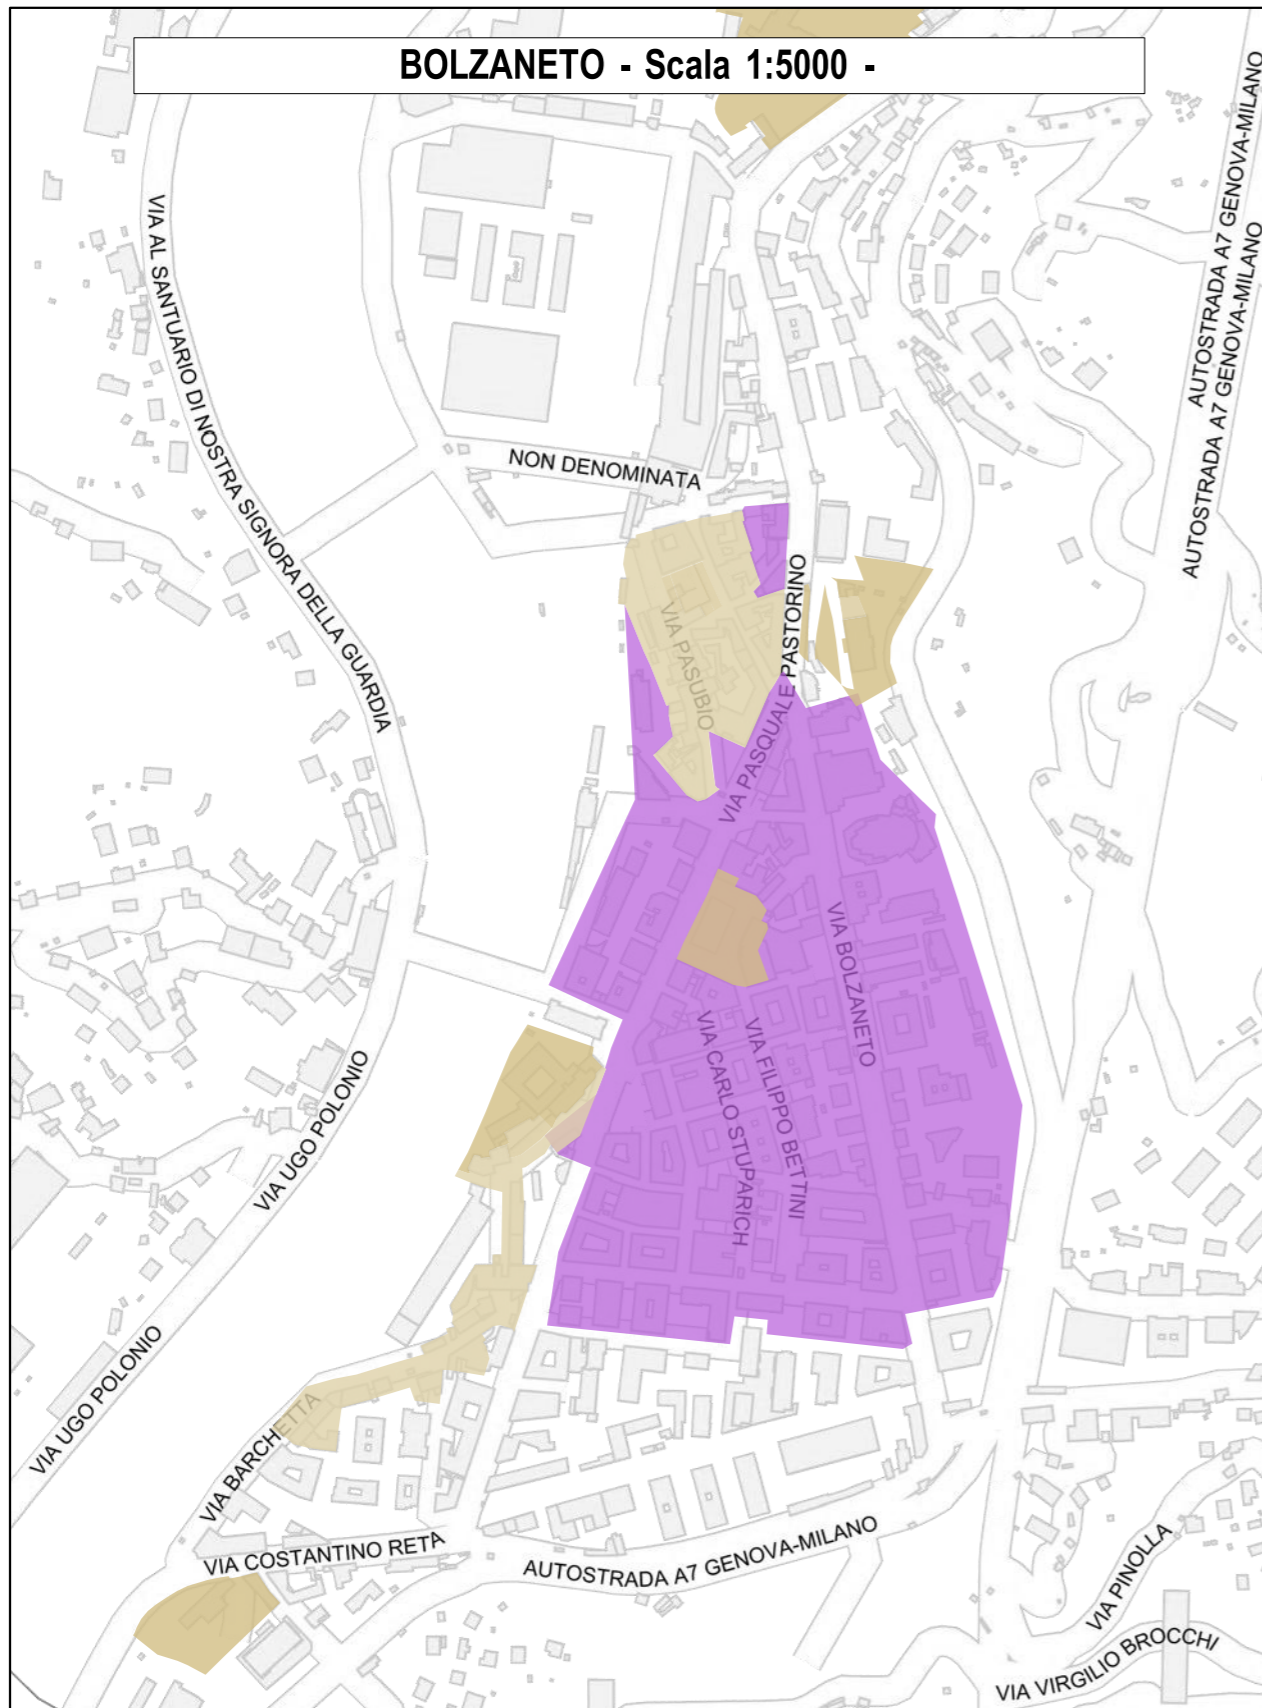 BOLZANETO - Scala 1:5000 -
AUTOSTRADA A7 GENOVA-MILANO
AUTOSTRADA A7 GENOVA-MILANO
VIA AL SANTUARIO DI NOSTRA SIGNORA DELLA GUARDIA
NON DENOMINATA
VIA PASUBIO
VIA PASQUALE PASTORINO
VIA BOLZANETO
VIA CARLO STUPARICH
VIA FILIPPO BETTINI
VIA UGO POLONIO
VIA UGO POLONIO
VIA BARCHETTA
VIA COSTANTINO RETA
AUTOSTRADA A7 GENOVA-MILANO
VIA PINOLLA
VIA VIRGILIO BROCCHI